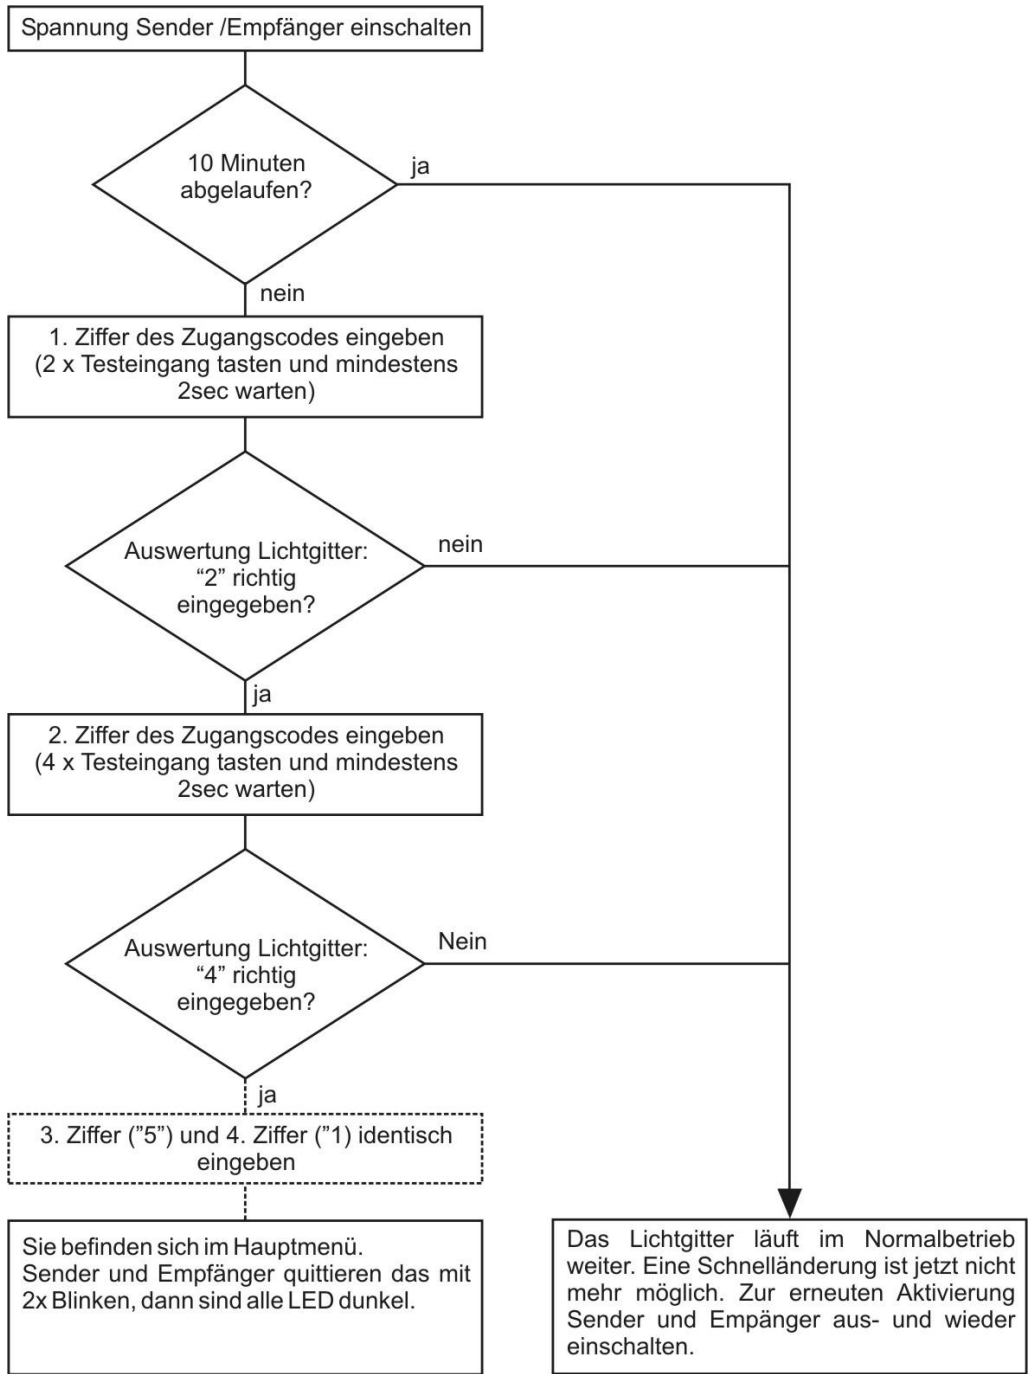 Spannung Sender /Empfänger einschalten
10 Minuten
abgelaufen?
ja
nein
1. Ziffer des Zugangscodes eingeben
(2 x Testeingang tasten und mindestens
2sec warten)
Auswertung Lichtgitter:
“2” richtig
eingegeben?
nein
ja
2. Ziffer des Zugangscodes eingeben
(4 x Testeingang tasten und mindestens
2sec warten)
Auswertung Lichtgitter:
“4” richtig
eingegeben?
Nein
ja
3. Ziffer (”5”) und 4. Ziffer (”1) identisch
eingeben
Sie befinden sich im Hauptmenü.
Sender und Empfänger quittieren das mit
2x Blinken, dann sind alle LED dunkel.
Das Lichtgitter läuft im Normalbetrieb
weiter. Eine Schnelländerung ist jetzt nicht
mehr möglich. Zur erneuten Aktivierung
Sender und Empänger aus- und wieder
einschalten.